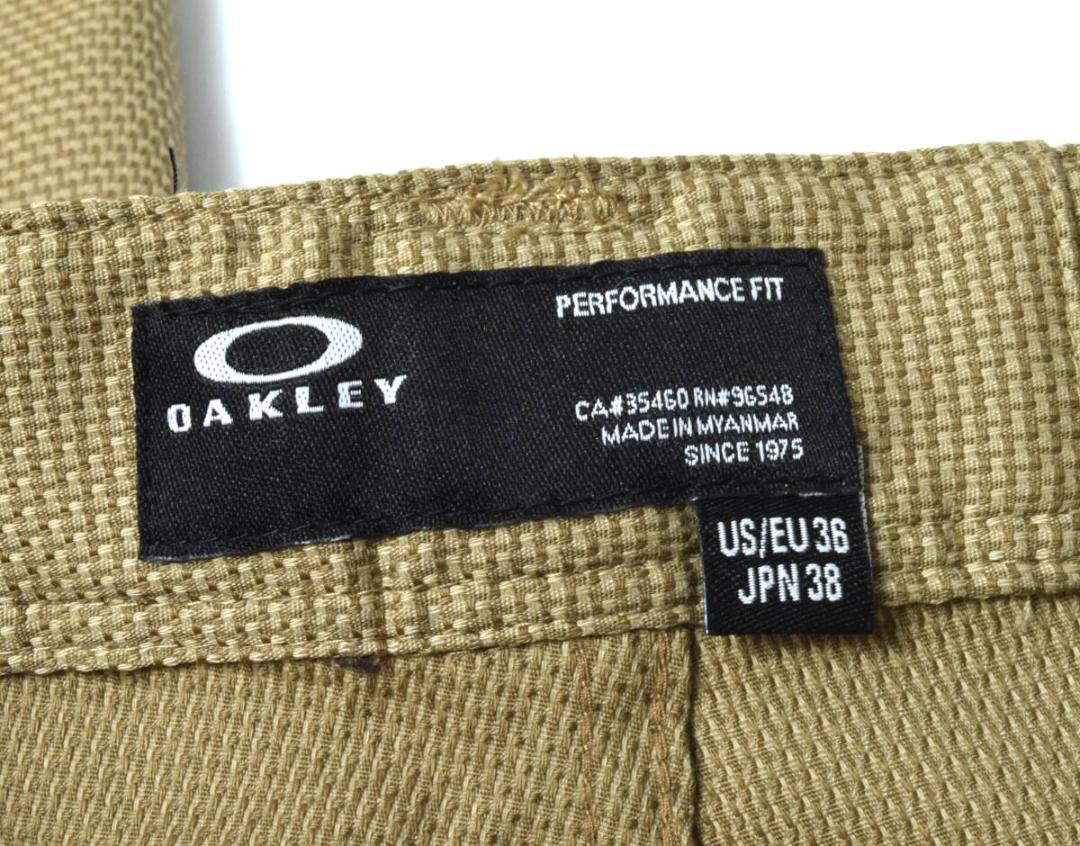 OAKLEY
PERFORMANCE FIT
CA#35460 RN#96548
MADE IN MYANMAR
SINCE 1975
US/EU 36
JPN 38